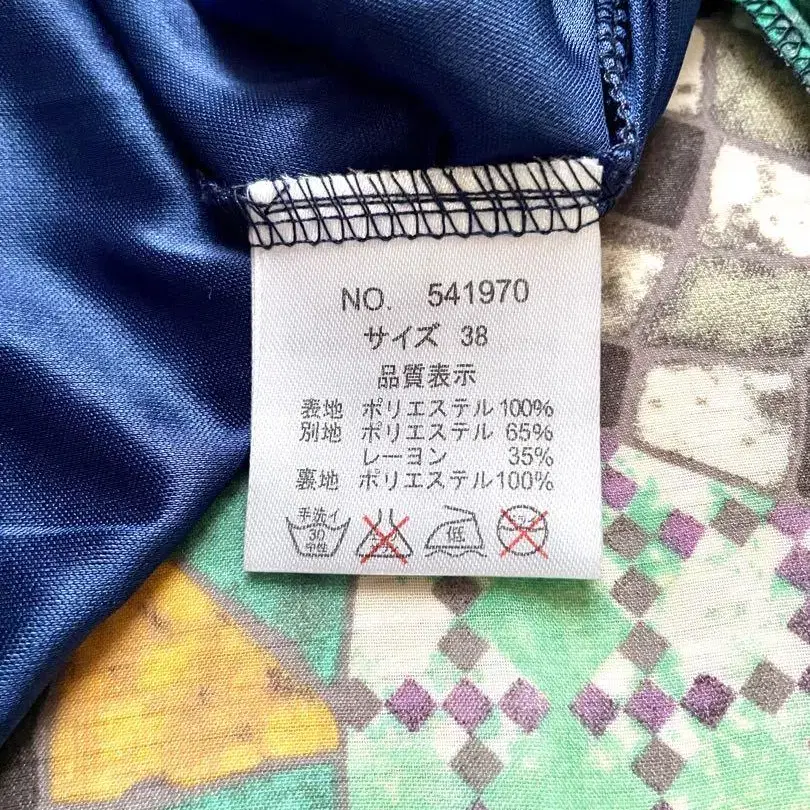 NO. 541970
サイズ 38
品質表示
表地 ポリエステル100%
別地 ポリエステル 65%
レーヨン 35%
裏地 ポリエステル100%
手洗イ
30
中性
低